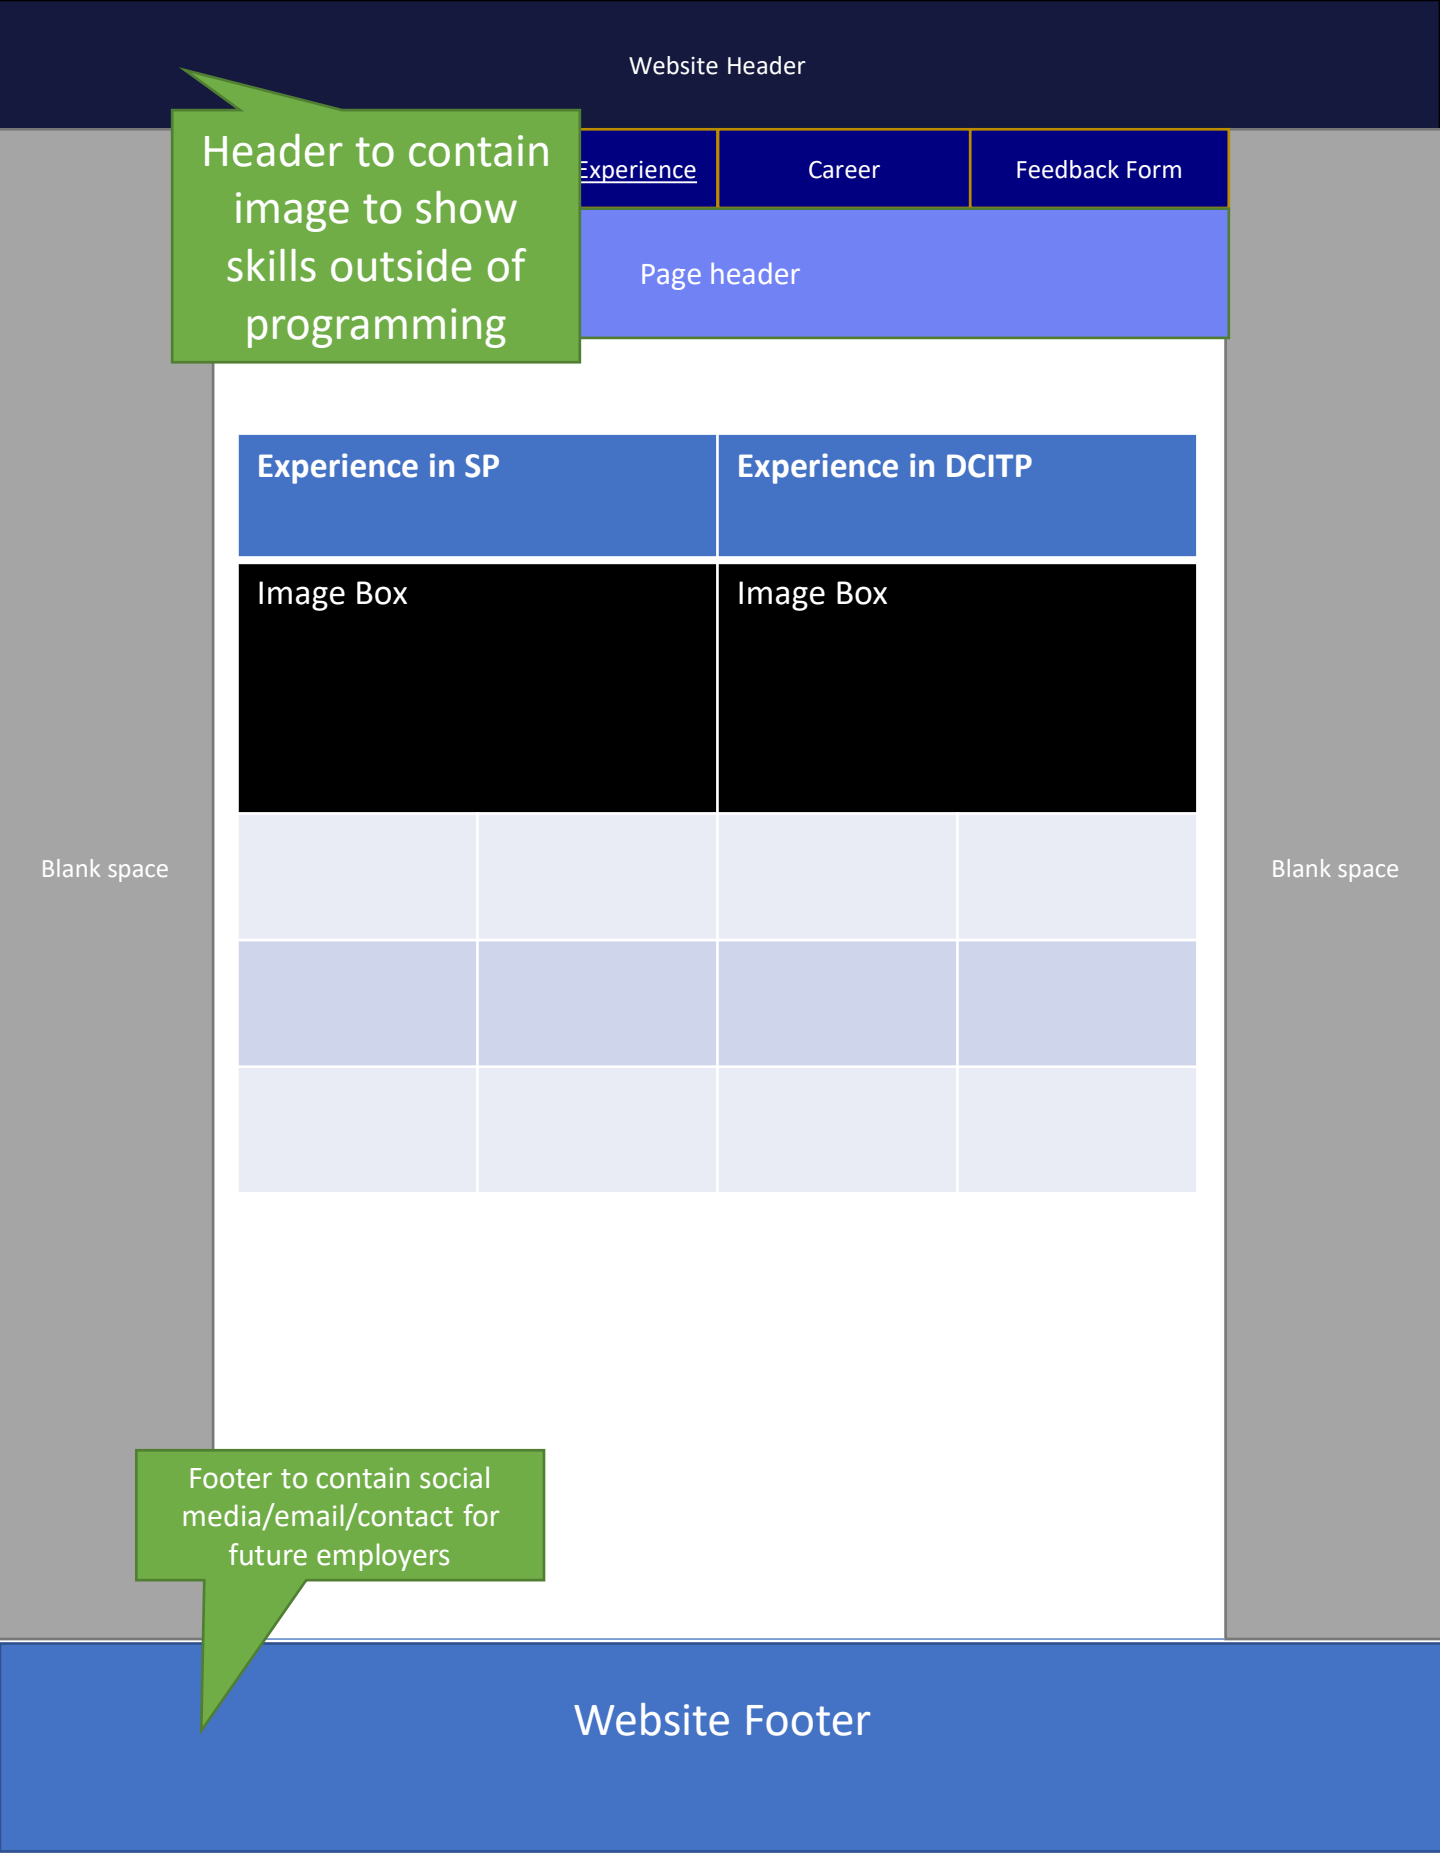 Website Header
Header to contain
image to show
skills outside of
programming
Experience
Career
Feedback Form
Page header
Experience in SP
Experience in DCITP
Image Box
Image Box
Blank space
Blank space
Footer to contain social
media/email/contact for
future employers
Website Footer